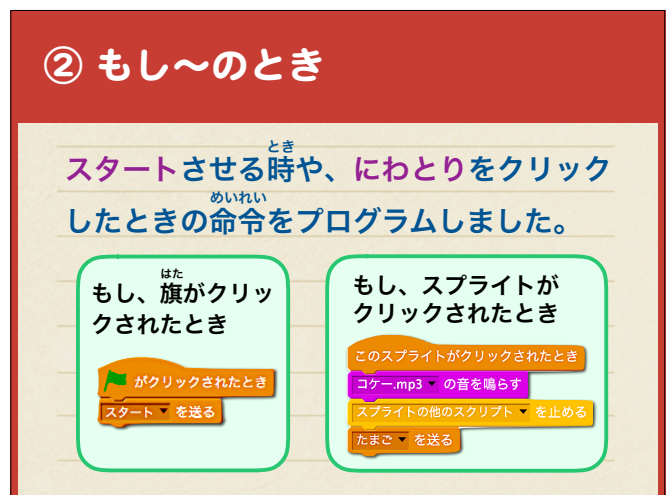 ② もし〜のとき
とき
スタートさせる時や、にわとりをクリック
めいれい
したときの命令をプログラムしました。
はた
もし、旗がクリッ
クされたとき
がクリックされたとき
スタート を送る
もし、スプライトが
クリックされたとき
このスプライトがクリックされたとき
コケー.mp3 の音を鳴らす
スプライトの他のスクリプト を止める
たまご を送る